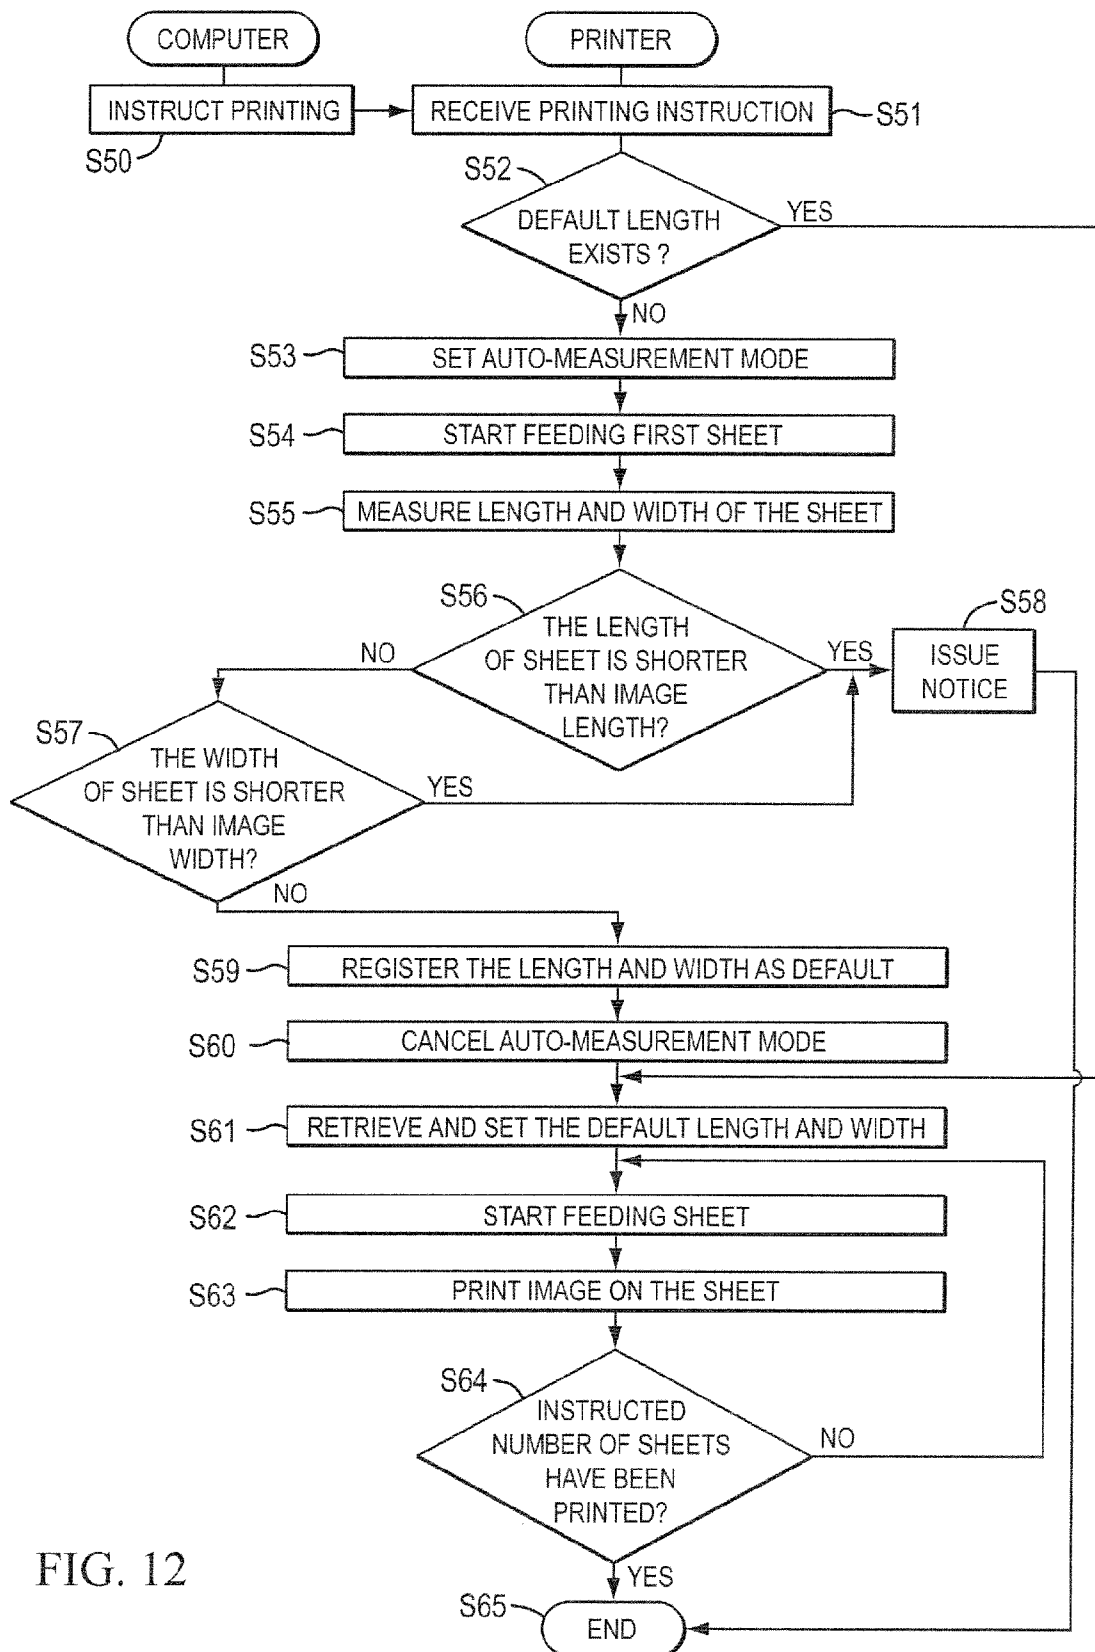 COMPUTER
PRINTER
INSTRUCT PRINTING
RECEIVE PRINTING INSTRUCTION
S51
S50
S52
DEFAULT LENGTH
EXISTS ?
YES
NO
S53
SET AUTO-MEASUREMENT MODE
S54
START FEEDING FIRST SHEET
S55
MEASURE LENGTH AND WIDTH OF THE SHEET
S56
THE LENGTH
OF SHEET IS SHORTER
THAN IMAGE
LENGTH?
NO
YES
S58
ISSUE
NOTICE
S57
THE WIDTH
OF SHEET IS SHORTER
THAN IMAGE
WIDTH?
YES
NO
S59
REGISTER THE LENGTH AND WIDTH AS DEFAULT
S60
CANCEL AUTO-MEASUREMENT MODE
S61
RETRIEVE AND SET THE DEFAULT LENGTH AND WIDTH
S62
START FEEDING SHEET
S63
PRINT IMAGE ON THE SHEET
S64
INSTRUCTED
NUMBER OF SHEETS
HAVE BEEN
PRINTED?
NO
YES
S65
END
FIG. 12